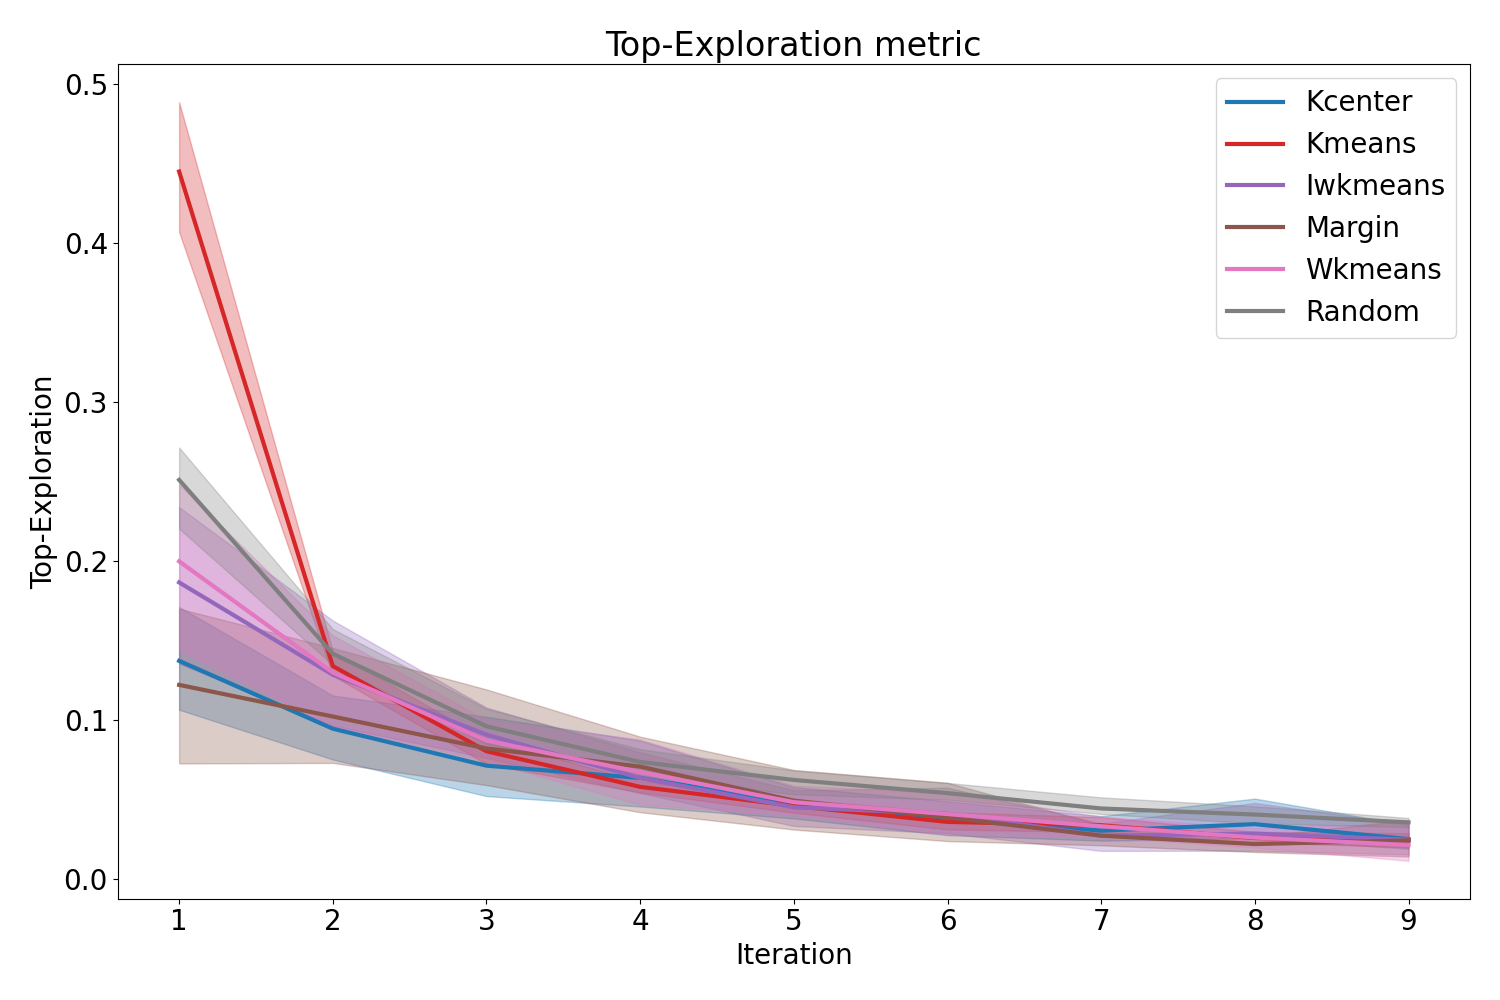 Top-Exploration metric
0.5
0.4
0.3
0.2
0.1
0.0
Top-Exploration
Kcenter
Kmeans
Iwkmeans
Margin
Wkmeans
Random
1 2 3 4 5 6 7 8 9
Iteration